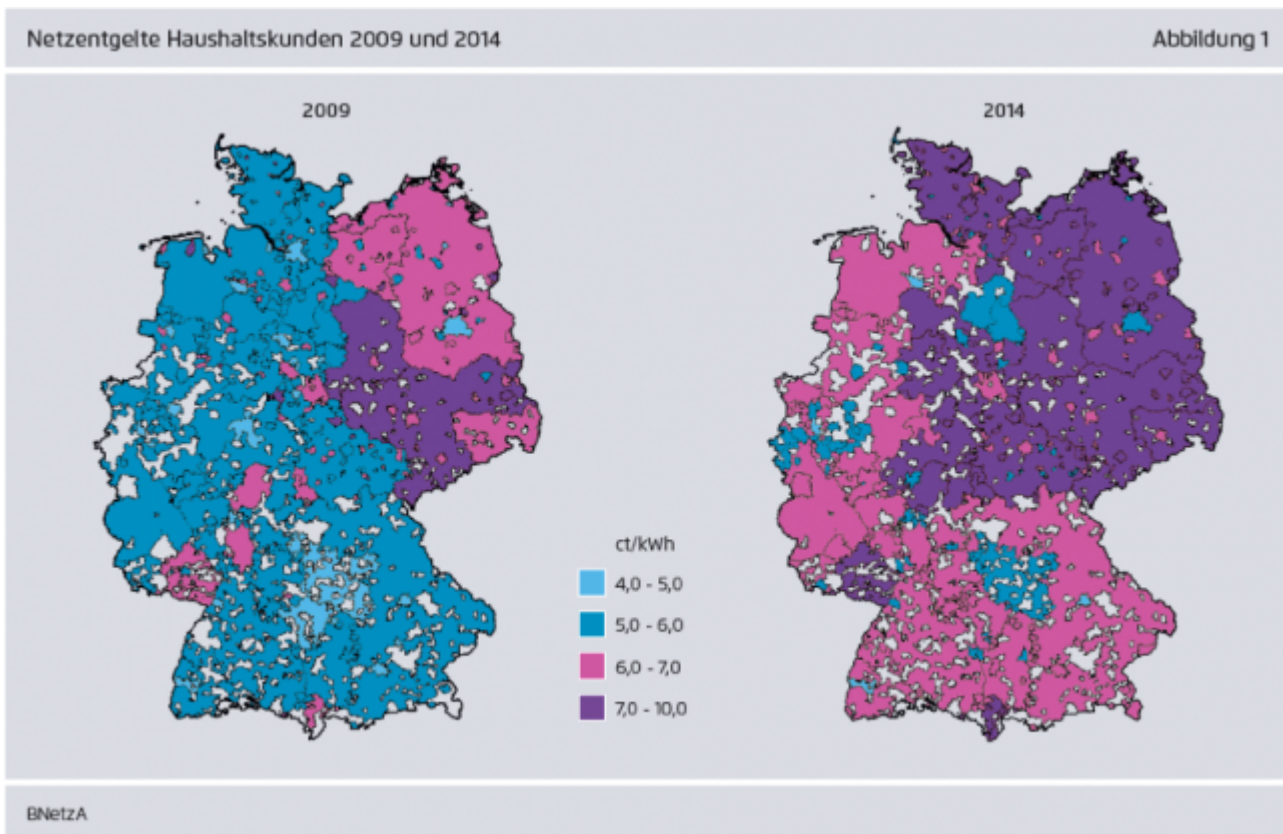 Netzentgelte Haushaltskunden 2009 und 2014
Abbildung 1
2009
2014
ct/kWh
4,0 - 5,0
5,0 - 6,0
6,0 - 7,0
7,0 - 10,0
BNetzA